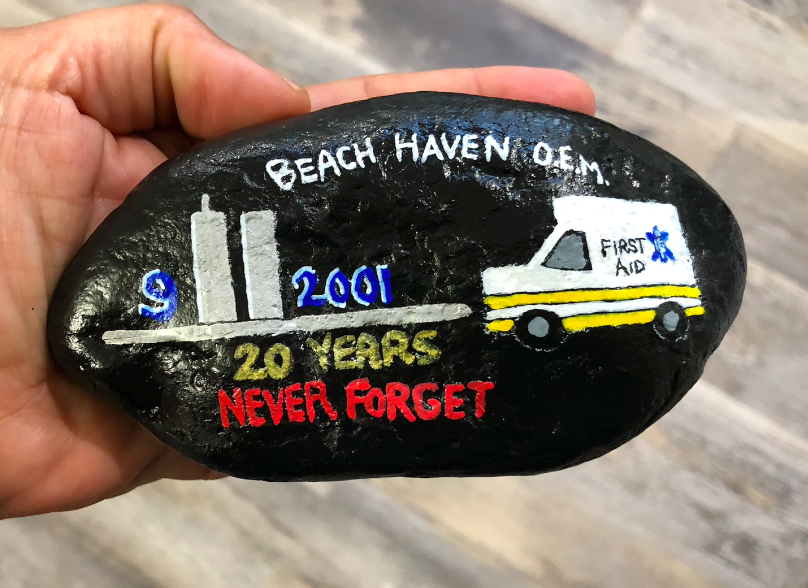 BEACH HAVEN O.E.M.
FIRST
AID
9 2001
20 YEARS
NEVER FORGET